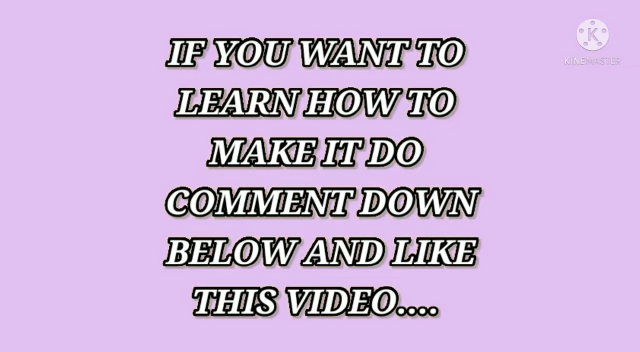 IF YOU WANT TO
LEARN HOW TO
MAKE IT DO
COMMENT DOWN
BELOW AND LIKE
THIS VIDEO....
K
KINEMASTER